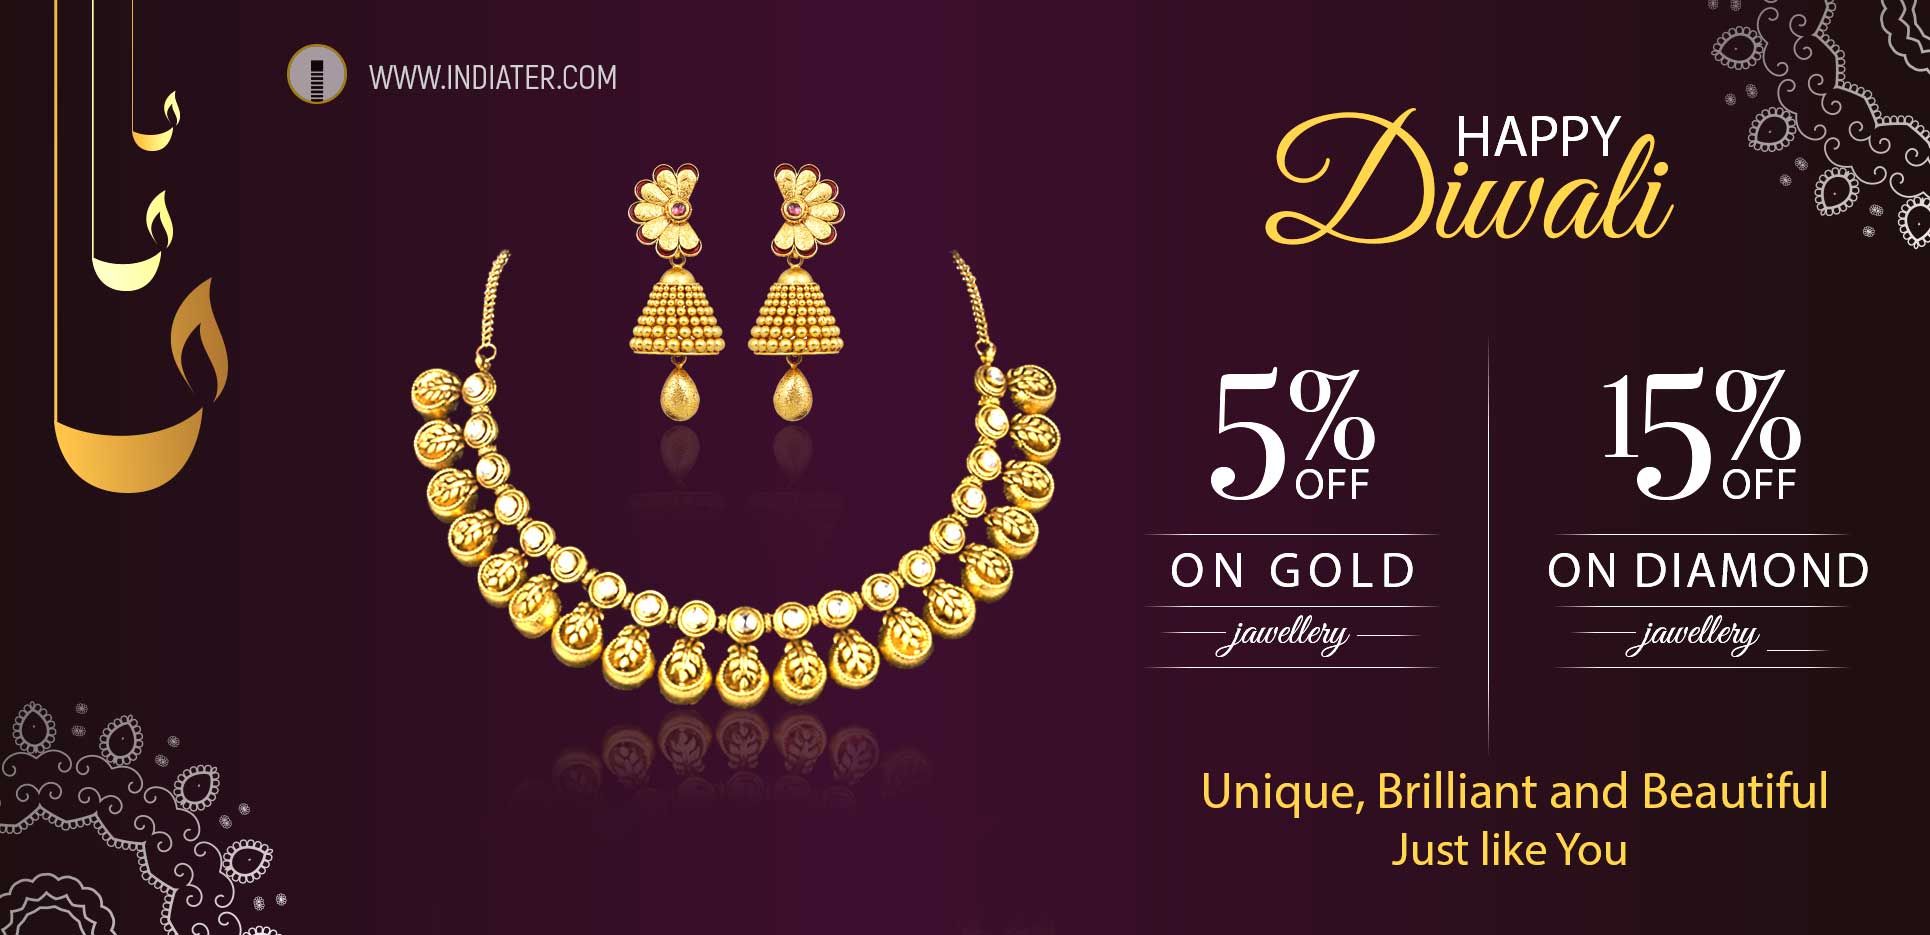 WWW.INDIATER.COM
HAPPY
Diwali
5% OFF
ON GOLD
jawellery
15% OFF
ON DIAMOND
jawellery
Unique, Brilliant and Beautiful
Just like You